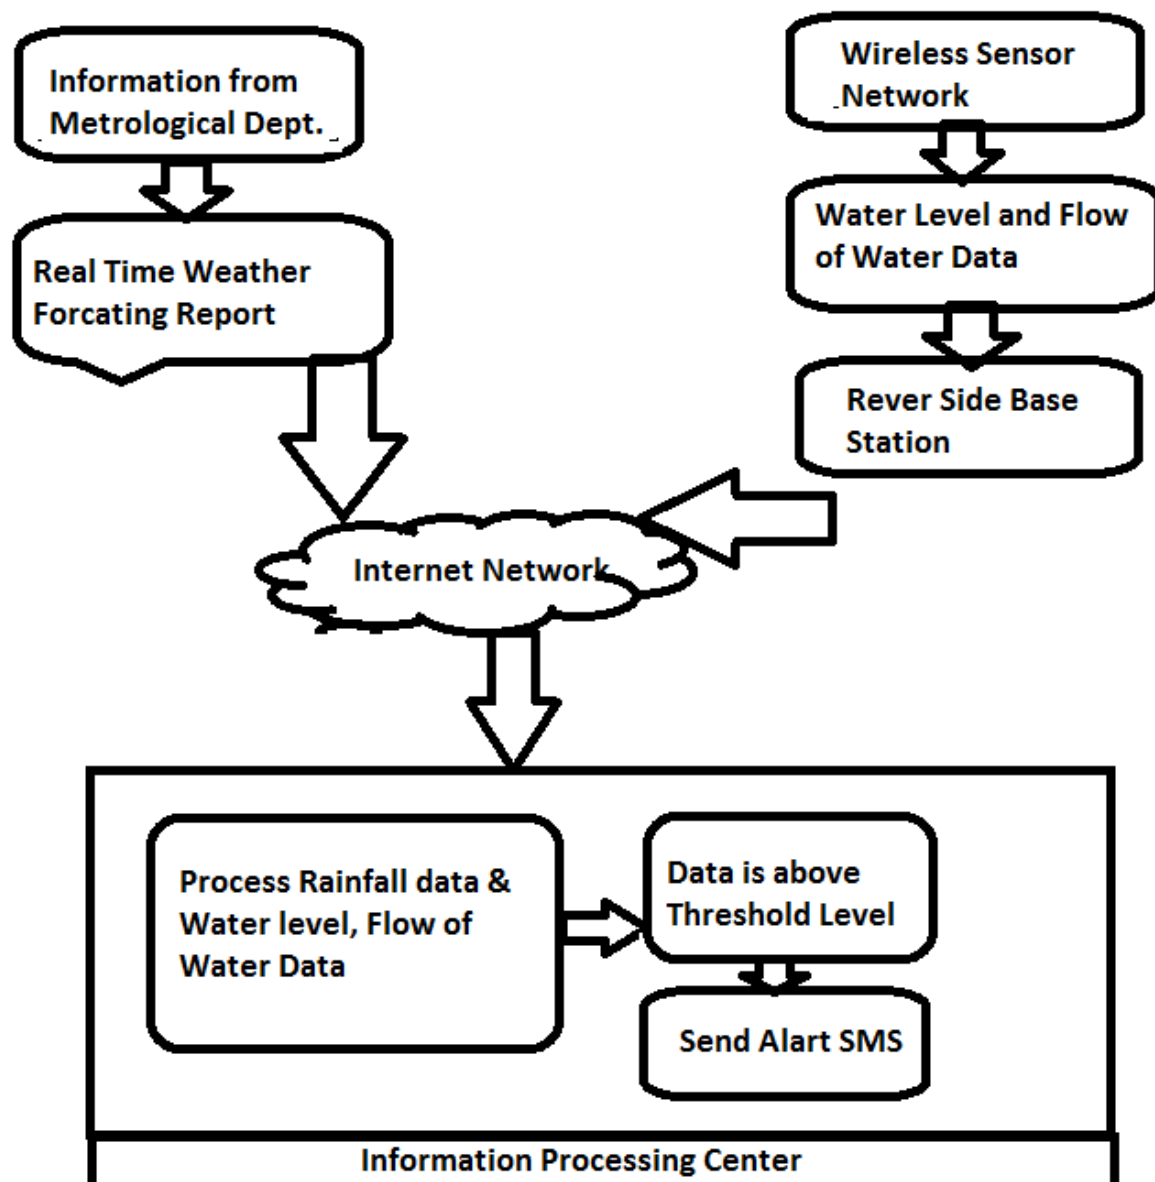 Information from
Metrological Dept.
Real Time Weather
Forcating Report
Wireless Sensor
Network
Water Level and Flow
of Water Data
Rever Side Base
Station
Internet Network
Process Rainfall data &
Water level, Flow of
Water Data
Data is above
Threshold Level
Send Alart SMS
Information Processing Center